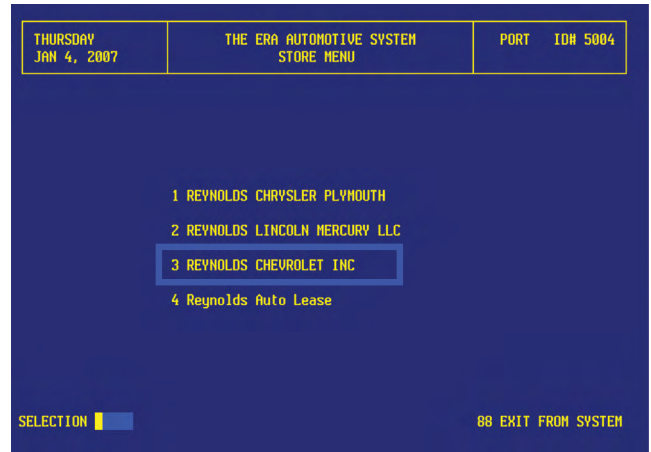 THURSDAY
JAN 4, 2007
THE ERA AUTOMOTIVE SYSTEM
STORE MENU
PORT ID# 5004
1 REYNOLDS CHRYSLER PLYMOUTH
2 REYNOLDS LINCOLN MERCURY LLC
3 REYNOLDS CHEVROLET INC
4 Reynolds Auto Lease
SELECTION
88 EXIT FROM SYSTEM